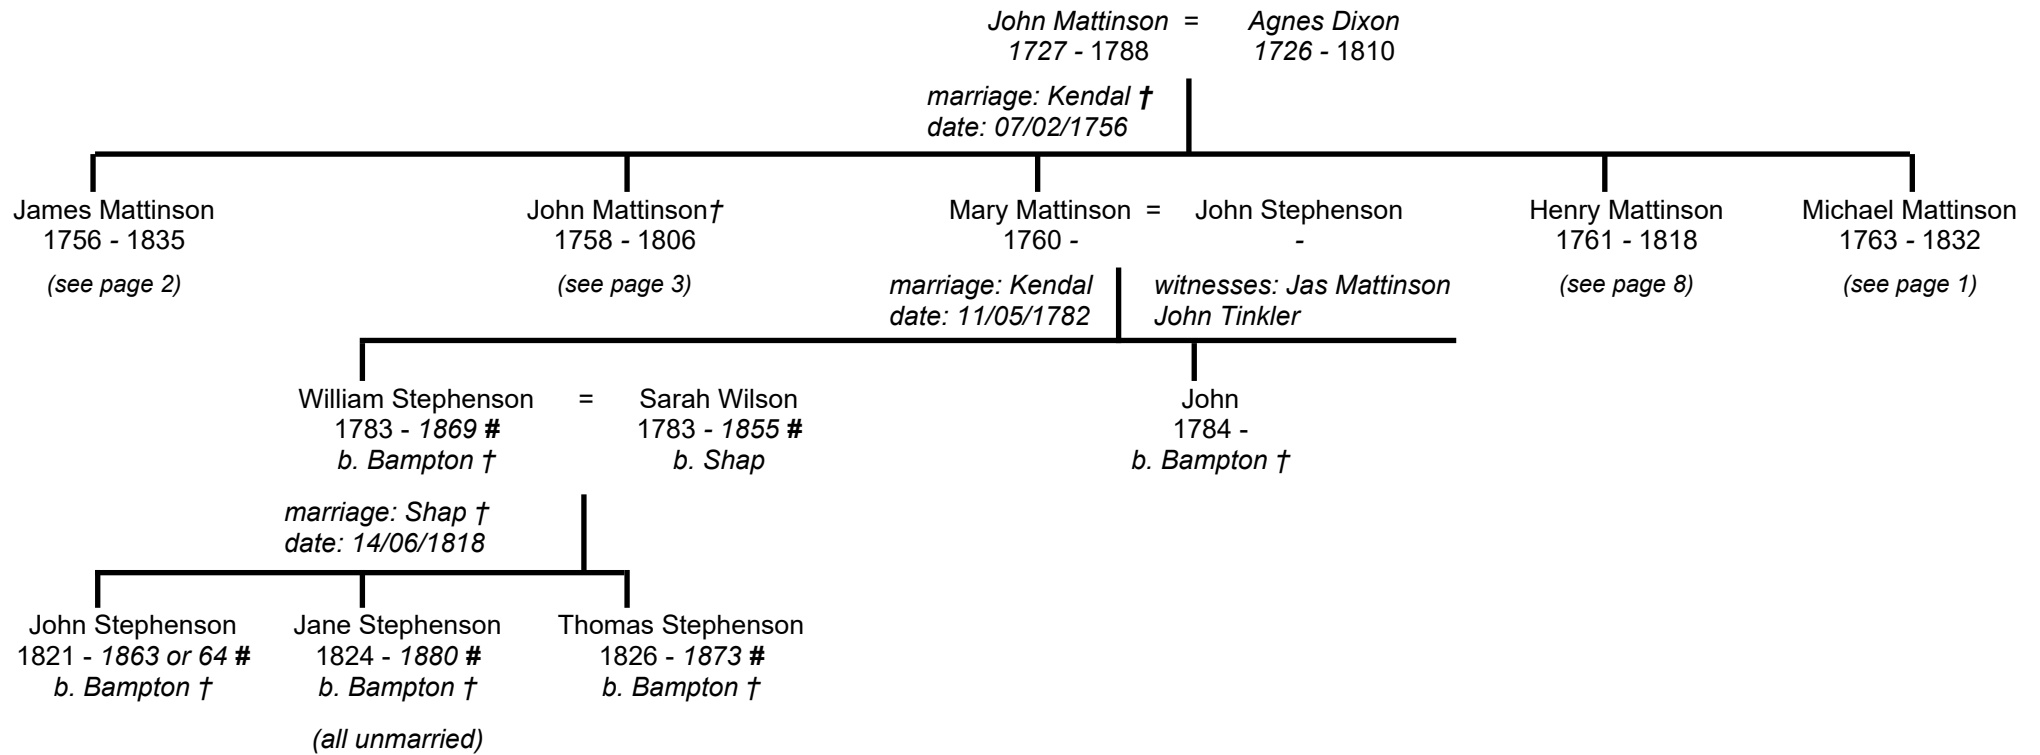 John Mattinson = Agnes Dixon
1727 - 1788 1726 - 1810
marriage: Kendal †
date: 07/02/1756
James Mattinson John Mattinson† Mary Mattinson = John Stephenson Henry Mattinson Michael Mattinson
1756 - 1835 1758 - 1806 1760 - - 1761 - 1818 1763 - 1832
(see page 2) (see page 3) marriage: Kendal witnesses: Jas Mattinson (see page 8) (see page 1)
date: 11/05/1782 John Tinkler
William Stephenson = Sarah Wilson John
1783 - 1869 # 1783 - 1855 # 1784 -
b. Bampton † b. Shap b. Bampton †
marriage: Shap †
date: 14/06/1818
John Stephenson Jane Stephenson Thomas Stephenson
1821 - 1863 or 64 # 1824 - 1880 # 1826 - 1873 #
b. Bampton † b. Bampton † b. Bampton †
(all unmarried)